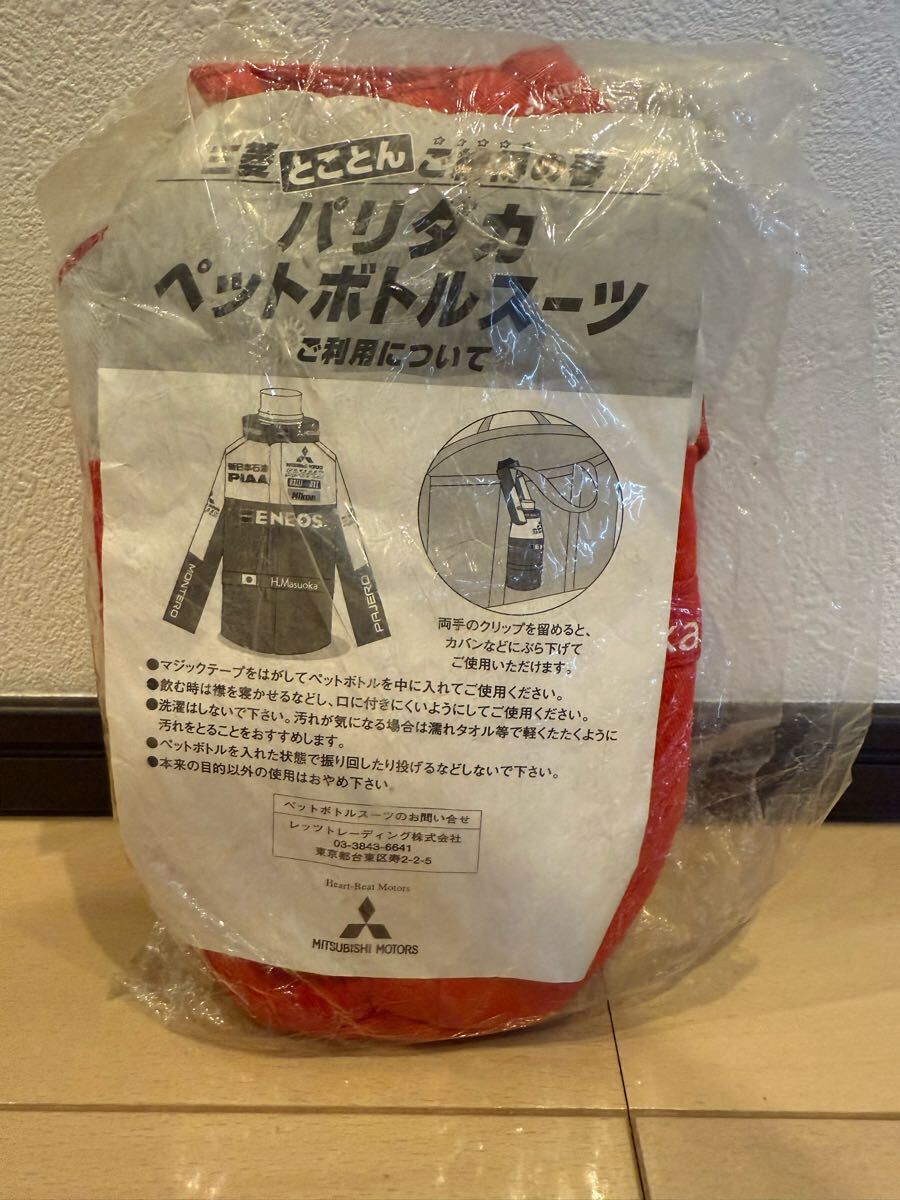 三菱 とことん ご納得の春
パリダカ
ペットボトルスーツ
ご利用について
新日本石油
PIAA
MITSUBISHI MOTORS
Nikon
ENEOS
H.Masuoka
MONTERO
PAJERO
両手のクリップを留めると、
カバンなどにぶら下げて
ご使用いただけます。
●マジックテープをはがしてペットボトルを中に入れてご使用ください。
●飲む時は襟を寝かせるなどし、口に付きにくいようにしてご使用ください。
●洗濯はしないで下さい。汚れが気になる場合は濡れタオル等で軽くたたくように
汚れをとることをおすすめします。
●ペットボトルを入れた状態で振り回したり投げるなどしないで下さい。
●本来の目的以外の使用はおやめ下さい。
ペットボトルスーツのお問い合せ
レッツトレーディング株式会社
03-3843-6641
東京都台東区寿2-2-5
Heart-Beat Motors
MITSUBISHI MOTORS
ka